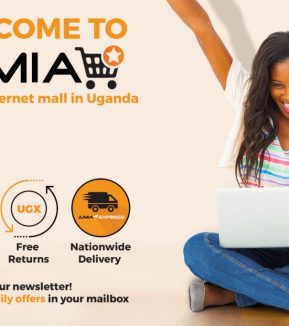 COME TO
MIA
ernet mall in Uganda
UGX
JUMIA EXPRESS
Free
Returns
Nationwide
Delivery
ur newsletter!
ily offers in your mailbox